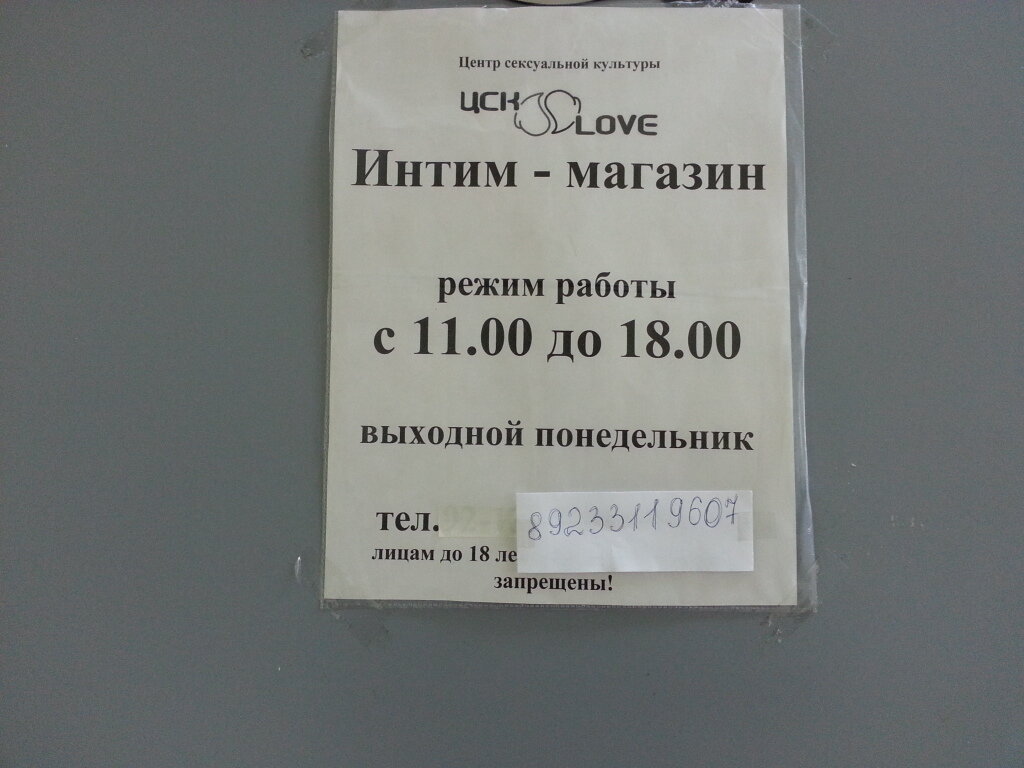 Центр сексуальной культуры
ЦСК LOVE
Интим - магазин
режим работы
с 11.00 до 18.00
выходной понедельник
тел. 89233119607
лицам до 18 ле
запрещены!